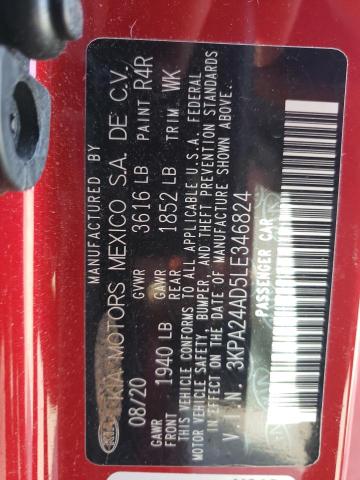 MANUFACTURED BY
KIA KIA MOTORS MEXICO S.A. DE C.V.
08/20 GVWR 3616 LB PAINT R4R
GAWR FRONT 1940 LB GAWR REAR 1852 LB TRIM WK
THIS VEHICLE CONFORMS TO ALL APPLICABLE U.S.A. FEDERAL
MOTOR VEHICLE SAFETY, BUMPER, AND THEFT PREVENTION STANDARDS
IN EFFECT ON THE DATE OF MANUFACTURE SHOWN ABOVE.
V.I.N. 3KPA24AD5LE346824
PASSENGER CAR